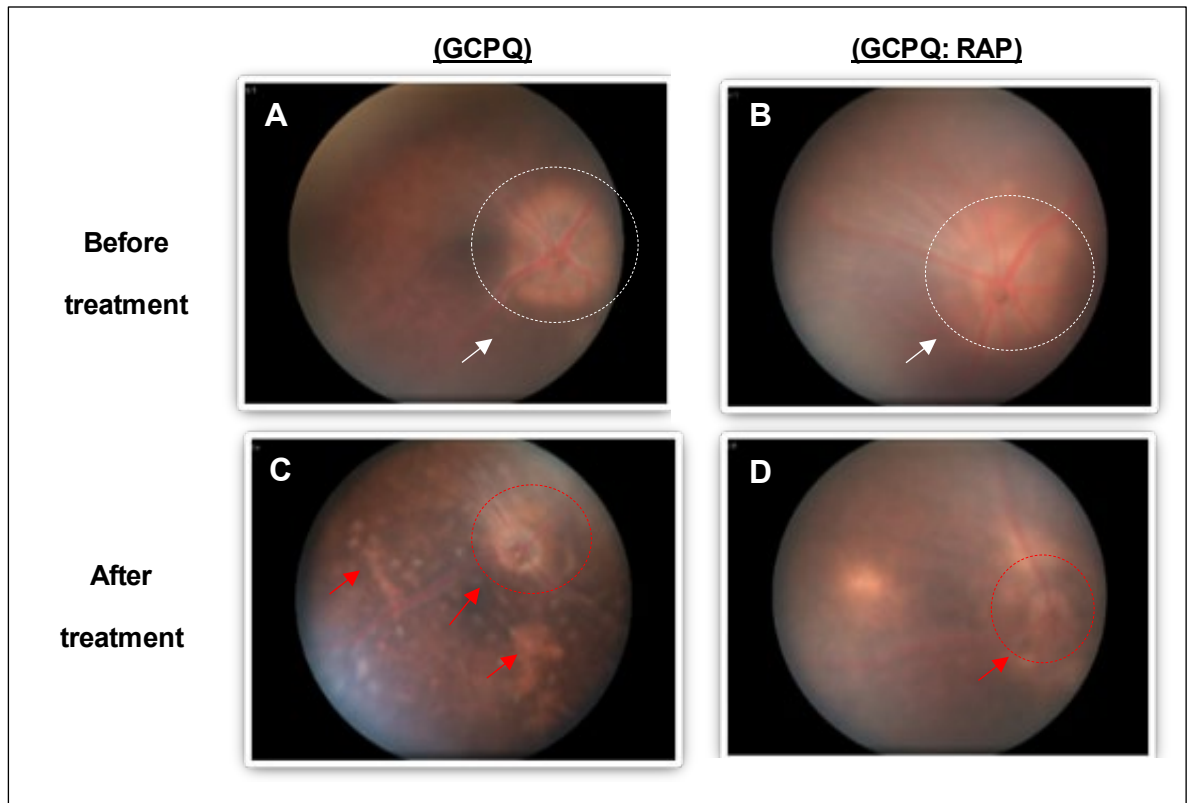 (GCPQ)
(GCPQ: RAP)
A
B
Before
treatment
C
D
After
treatment